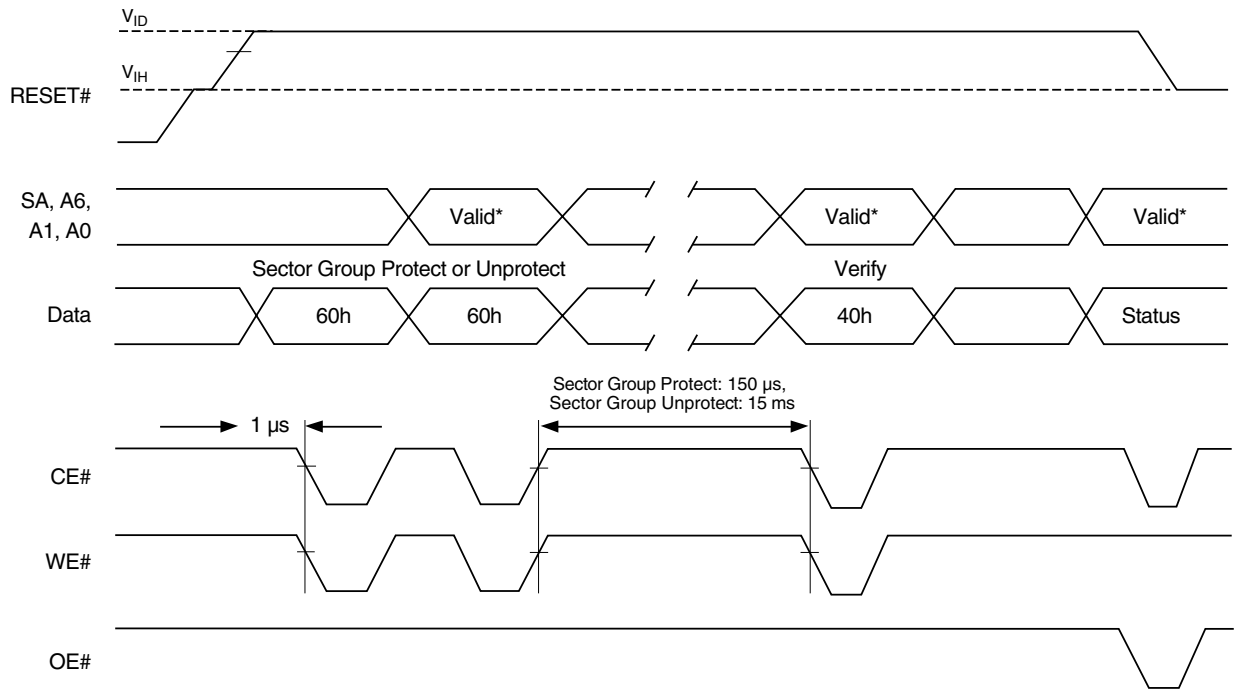 VID
VIH
RESET#
SA, A6,
A1, A0
Valid*
Valid*
Valid*
Sector Group Protect or Unprotect
Verify
Data
60h
60h
40h
Status
Sector Group Protect: 150 µs,
Sector Group Unprotect: 15 ms
1 µs
CE#
WE#
OE#